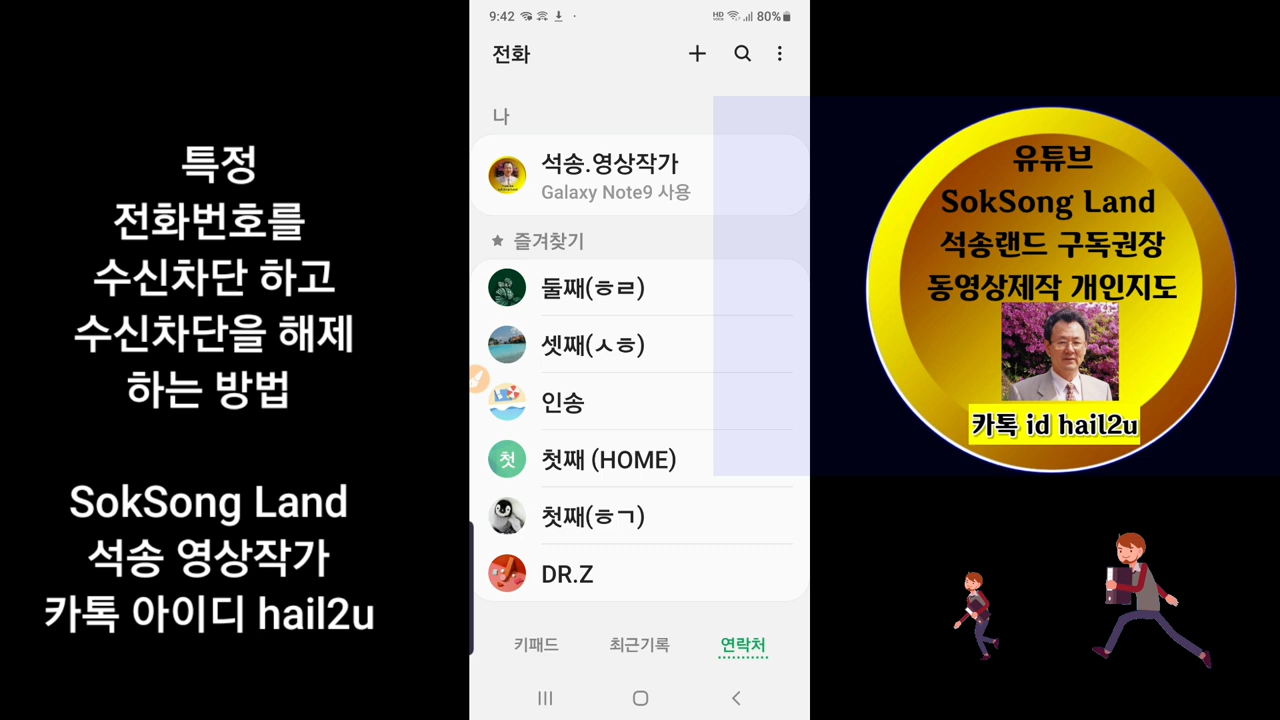 특정
전화번호를
수신차단 하고
수신차단을 해제
하는 방법
SokSong Land
석송 영상작가
카톡 아이디 hail2u
9:42
HD
VOICE
80%
전화
나
석송.영상작가
Galaxy Note9 사용
즐겨찾기
둘째(ㅎㄹ)
셋째(ㅅㅎ)
인송
첫
첫째 (HOME)
첫째(ㅎㄱ)
DR.Z
키패드
최근기록
연락처
유튜브
SokSong Land
석송랜드 구독권장
동영상제작 개인지도
카톡 id hail2u